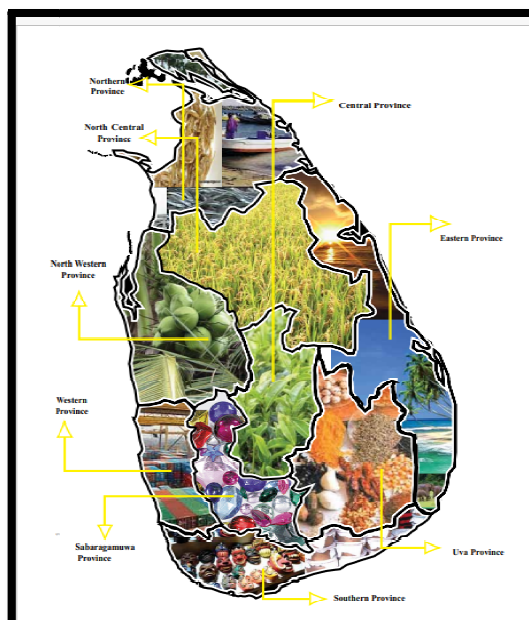 Northern
Province
Central Province
North Central
Province
Eastern Province
North Western
Province
Western
Province
Sabaragamuwa
Province
Uva Province
Southern Province